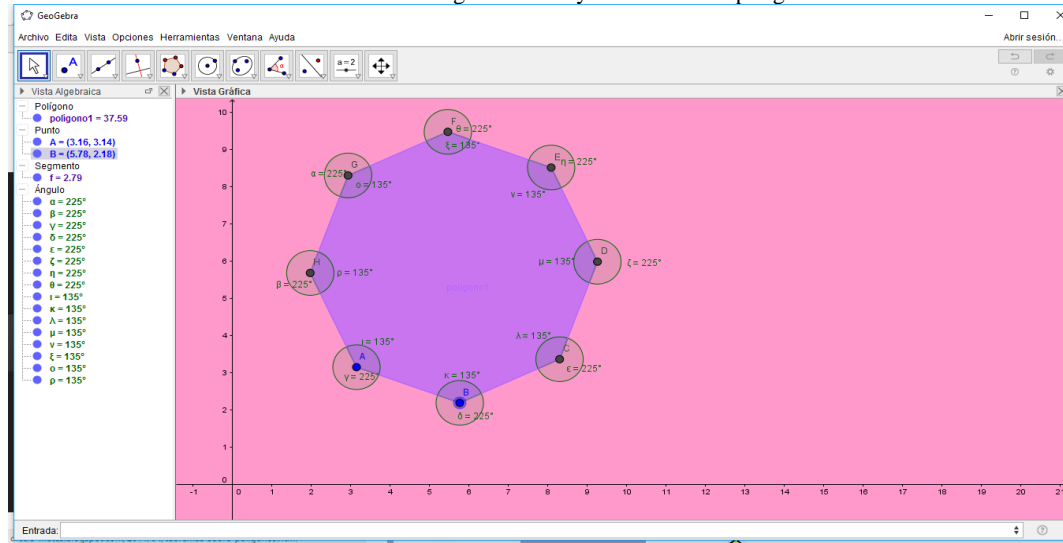 GeoGebra
Archivo Edita Vista Opciones Herramientas Ventana Ayuda
Abrir sesión...
A
a=2
Vista Algebraica
Polígono
polígono1 = 37.59
Punto
A = (3.16, 3.14)
B = (5.78, 2.18)
Segmento
f = 2.79
Ángulo
α = 225°
β = 225°
γ = 225°
δ = 225°
ε = 225°
ζ = 225°
η = 225°
θ = 225°
ι = 135°
κ = 135°
λ = 135°
μ = 135°
ν = 135°
ξ = 135°
ο = 135°
ρ = 135°
Vista Gráfica
10
9
8
7
6
5
4
3
2
1
0
-1 0 1 2 3 4 5 6 7 8 9 10 11 12 13 14 15 16 17 18 19 20 21
F
θ = 225°
ξ = 135°
E
η = 225°
ν = 135°
G
α = 225°
ο = 135°
D
μ = 135°
ζ = 225°
H
ρ = 135°
β = 225°
polígono1
λ = 135°
C
ε = 225°
ι = 135°
A
γ = 225°
κ = 135°
B
δ = 225°
Entrada: